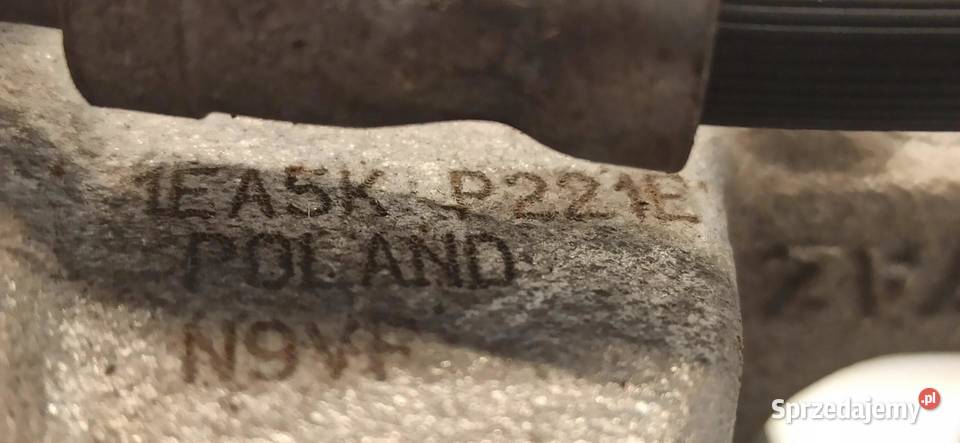 1EA5K P221E
POLAND
N9VF
Sprzedajemy.pl